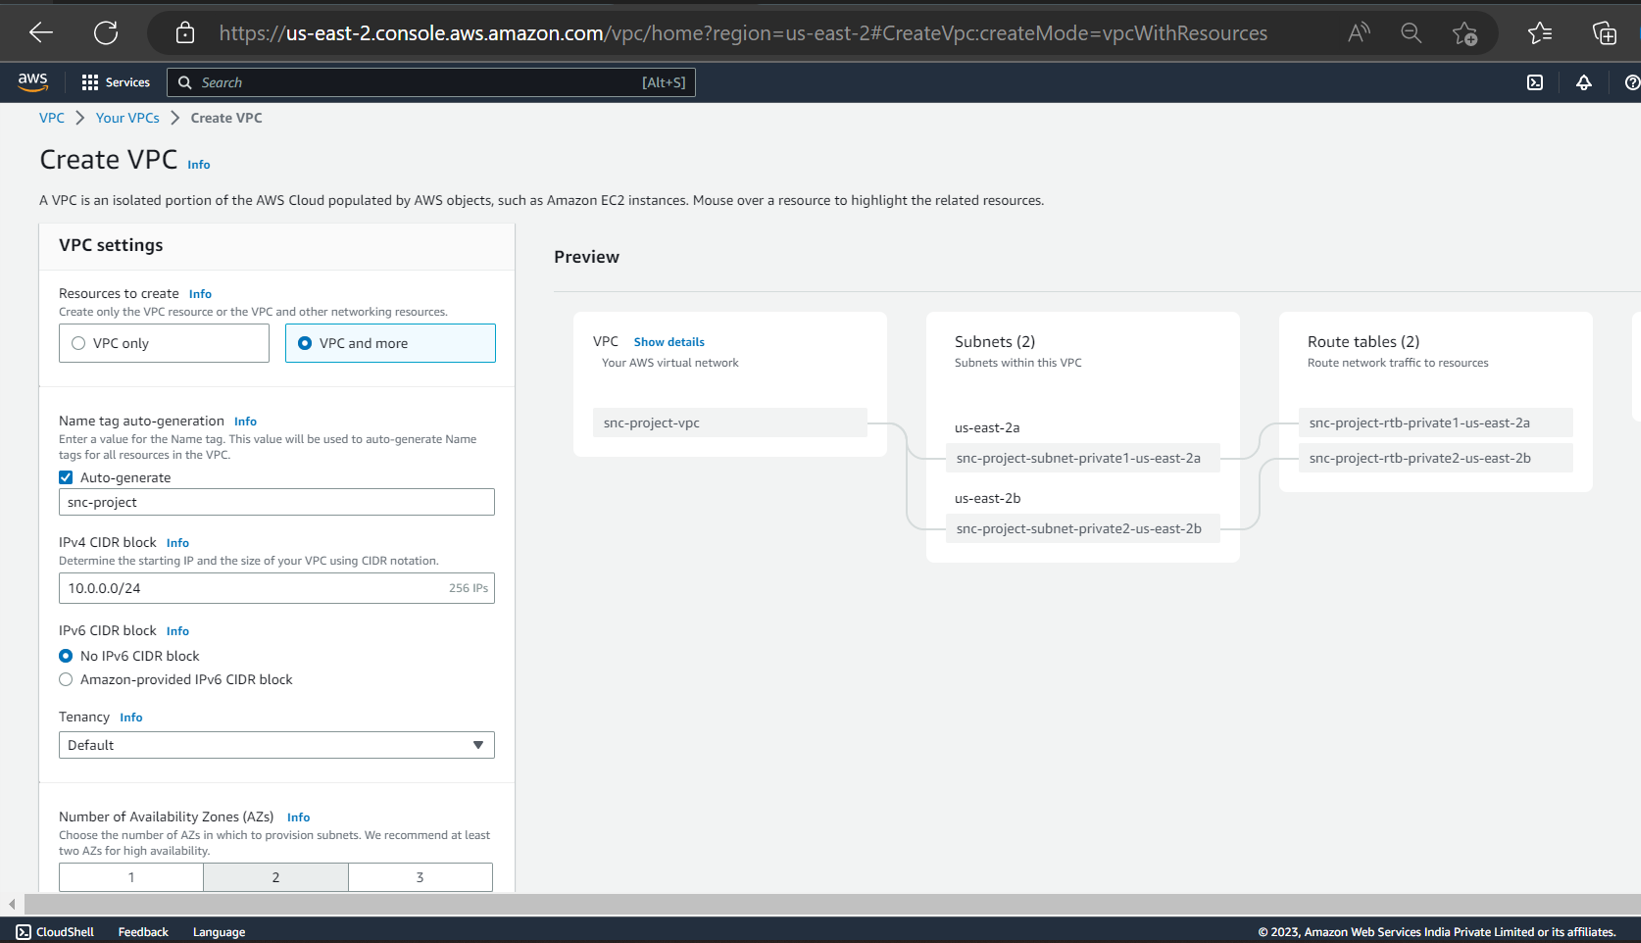 https://us-east-2.console.aws.amazon.com/vpc/home?region=us-east-2#CreateVpc:createMode=vpcWithResources
aws
Services
Search
[Alt+S]
VPC > Your VPCs > Create VPC
Create VPC Info
A VPC is an isolated portion of the AWS Cloud populated by AWS objects, such as Amazon EC2 instances. Mouse over a resource to highlight the related resources.
VPC settings
Resources to create Info
Create only the VPC resource or the VPC and other networking resources.
VPC only
VPC and more
Name tag auto-generation Info
Enter a value for the Name tag. This value will be used to auto-generate Name
tags for all resources in the VPC.
Auto-generate
snc-project
IPv4 CIDR block Info
Determine the starting IP and the size of your VPC using CIDR notation.
10.0.0.0/24
256 IPs
IPv6 CIDR block Info
No IPv6 CIDR block
Amazon-provided IPv6 CIDR block
Tenancy Info
Default
Number of Availability Zones (AZs) Info
Choose the number of AZs in which to provision subnets. We recommend at least
two AZs for high availability.
1
2
3
Preview
VPC Show details
Your AWS virtual network
snc-project-vpc
Subnets (2)
Subnets within this VPC
us-east-2a
snc-project-subnet-private1-us-east-2a
us-east-2b
snc-project-subnet-private2-us-east-2b
Route tables (2)
Route network traffic to resources
snc-project-rtb-private1-us-east-2a
snc-project-rtb-private2-us-east-2b
CloudShell
Feedback
Language
© 2023, Amazon Web Services India Private Limited or its affiliates.